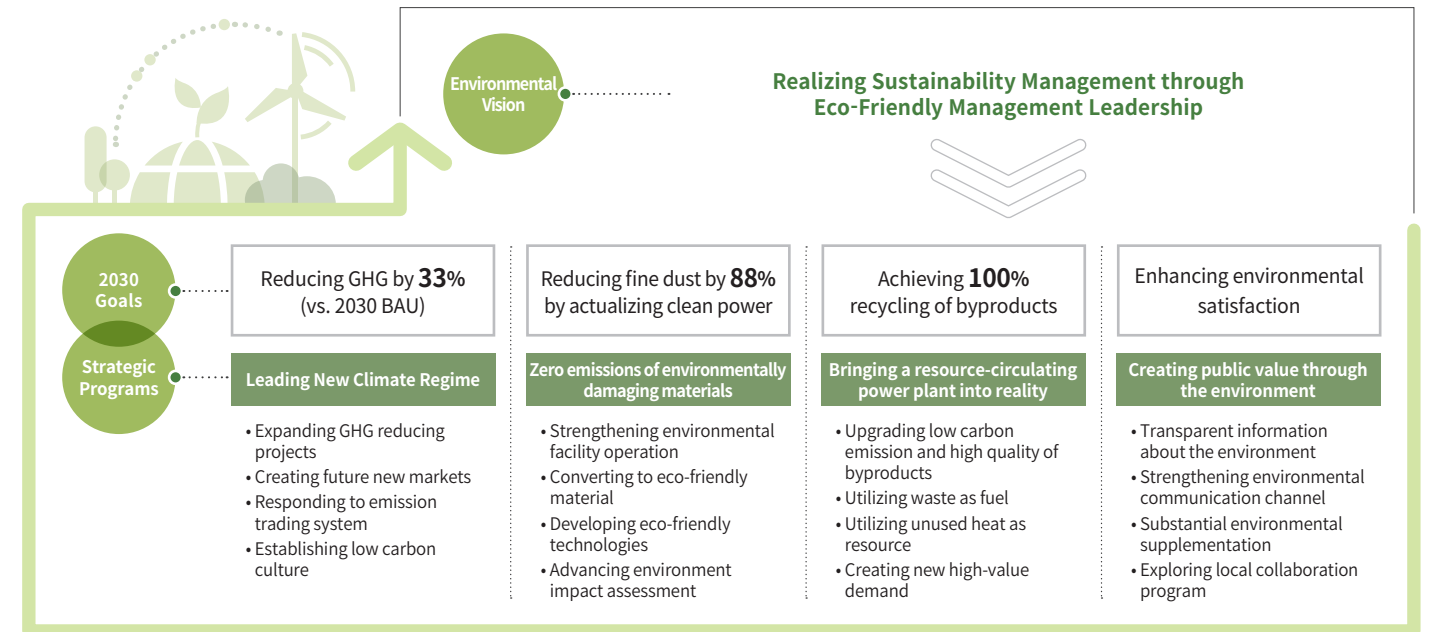 Environmental
Vision
Realizing Sustainability Management through
Eco-Friendly Management Leadership
2030
Goals
Reducing GHG by 33%
(vs. 2030 BAU)
Reducing fine dust by 88%
by actualizing clean power
Achieving 100%
recycling of byproducts
Enhancing environmental
satisfaction
Strategic
Programs
Leading New Climate Regime
• Expanding GHG reducing
projects
• Creating future new markets
• Responding to emission
trading system
• Establishing low carbon
culture
Zero emissions of environmentally
damaging materials
• Strengthening environmental
facility operation
• Converting to eco-friendly
material
• Developing eco-friendly
technologies
• Advancing environment
impact assessment
Bringing a resource-circulating
power plant into reality
• Upgrading low carbon
emission and high quality of
byproducts
• Utilizing waste as fuel
• Utilizing unused heat as
resource
• Creating new high-value
demand
Creating public value through
the environment
• Transparent information
about the environment
• Strengthening environmental
communication channel
• Substantial environmental
supplementation
• Exploring local collaboration
program